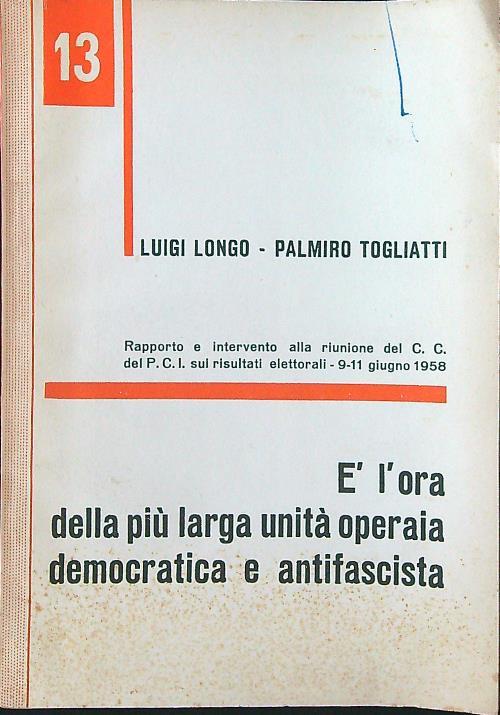 13
LUIGI LONGO - PALMIRO TOGLIATTI
Rapporto e intervento alla riunione del C. C.
del P. C. I. sui risultati elettorali - 9-11 giugno 1958
E' l'ora
della più larga unità operaia
democratica e antifascista